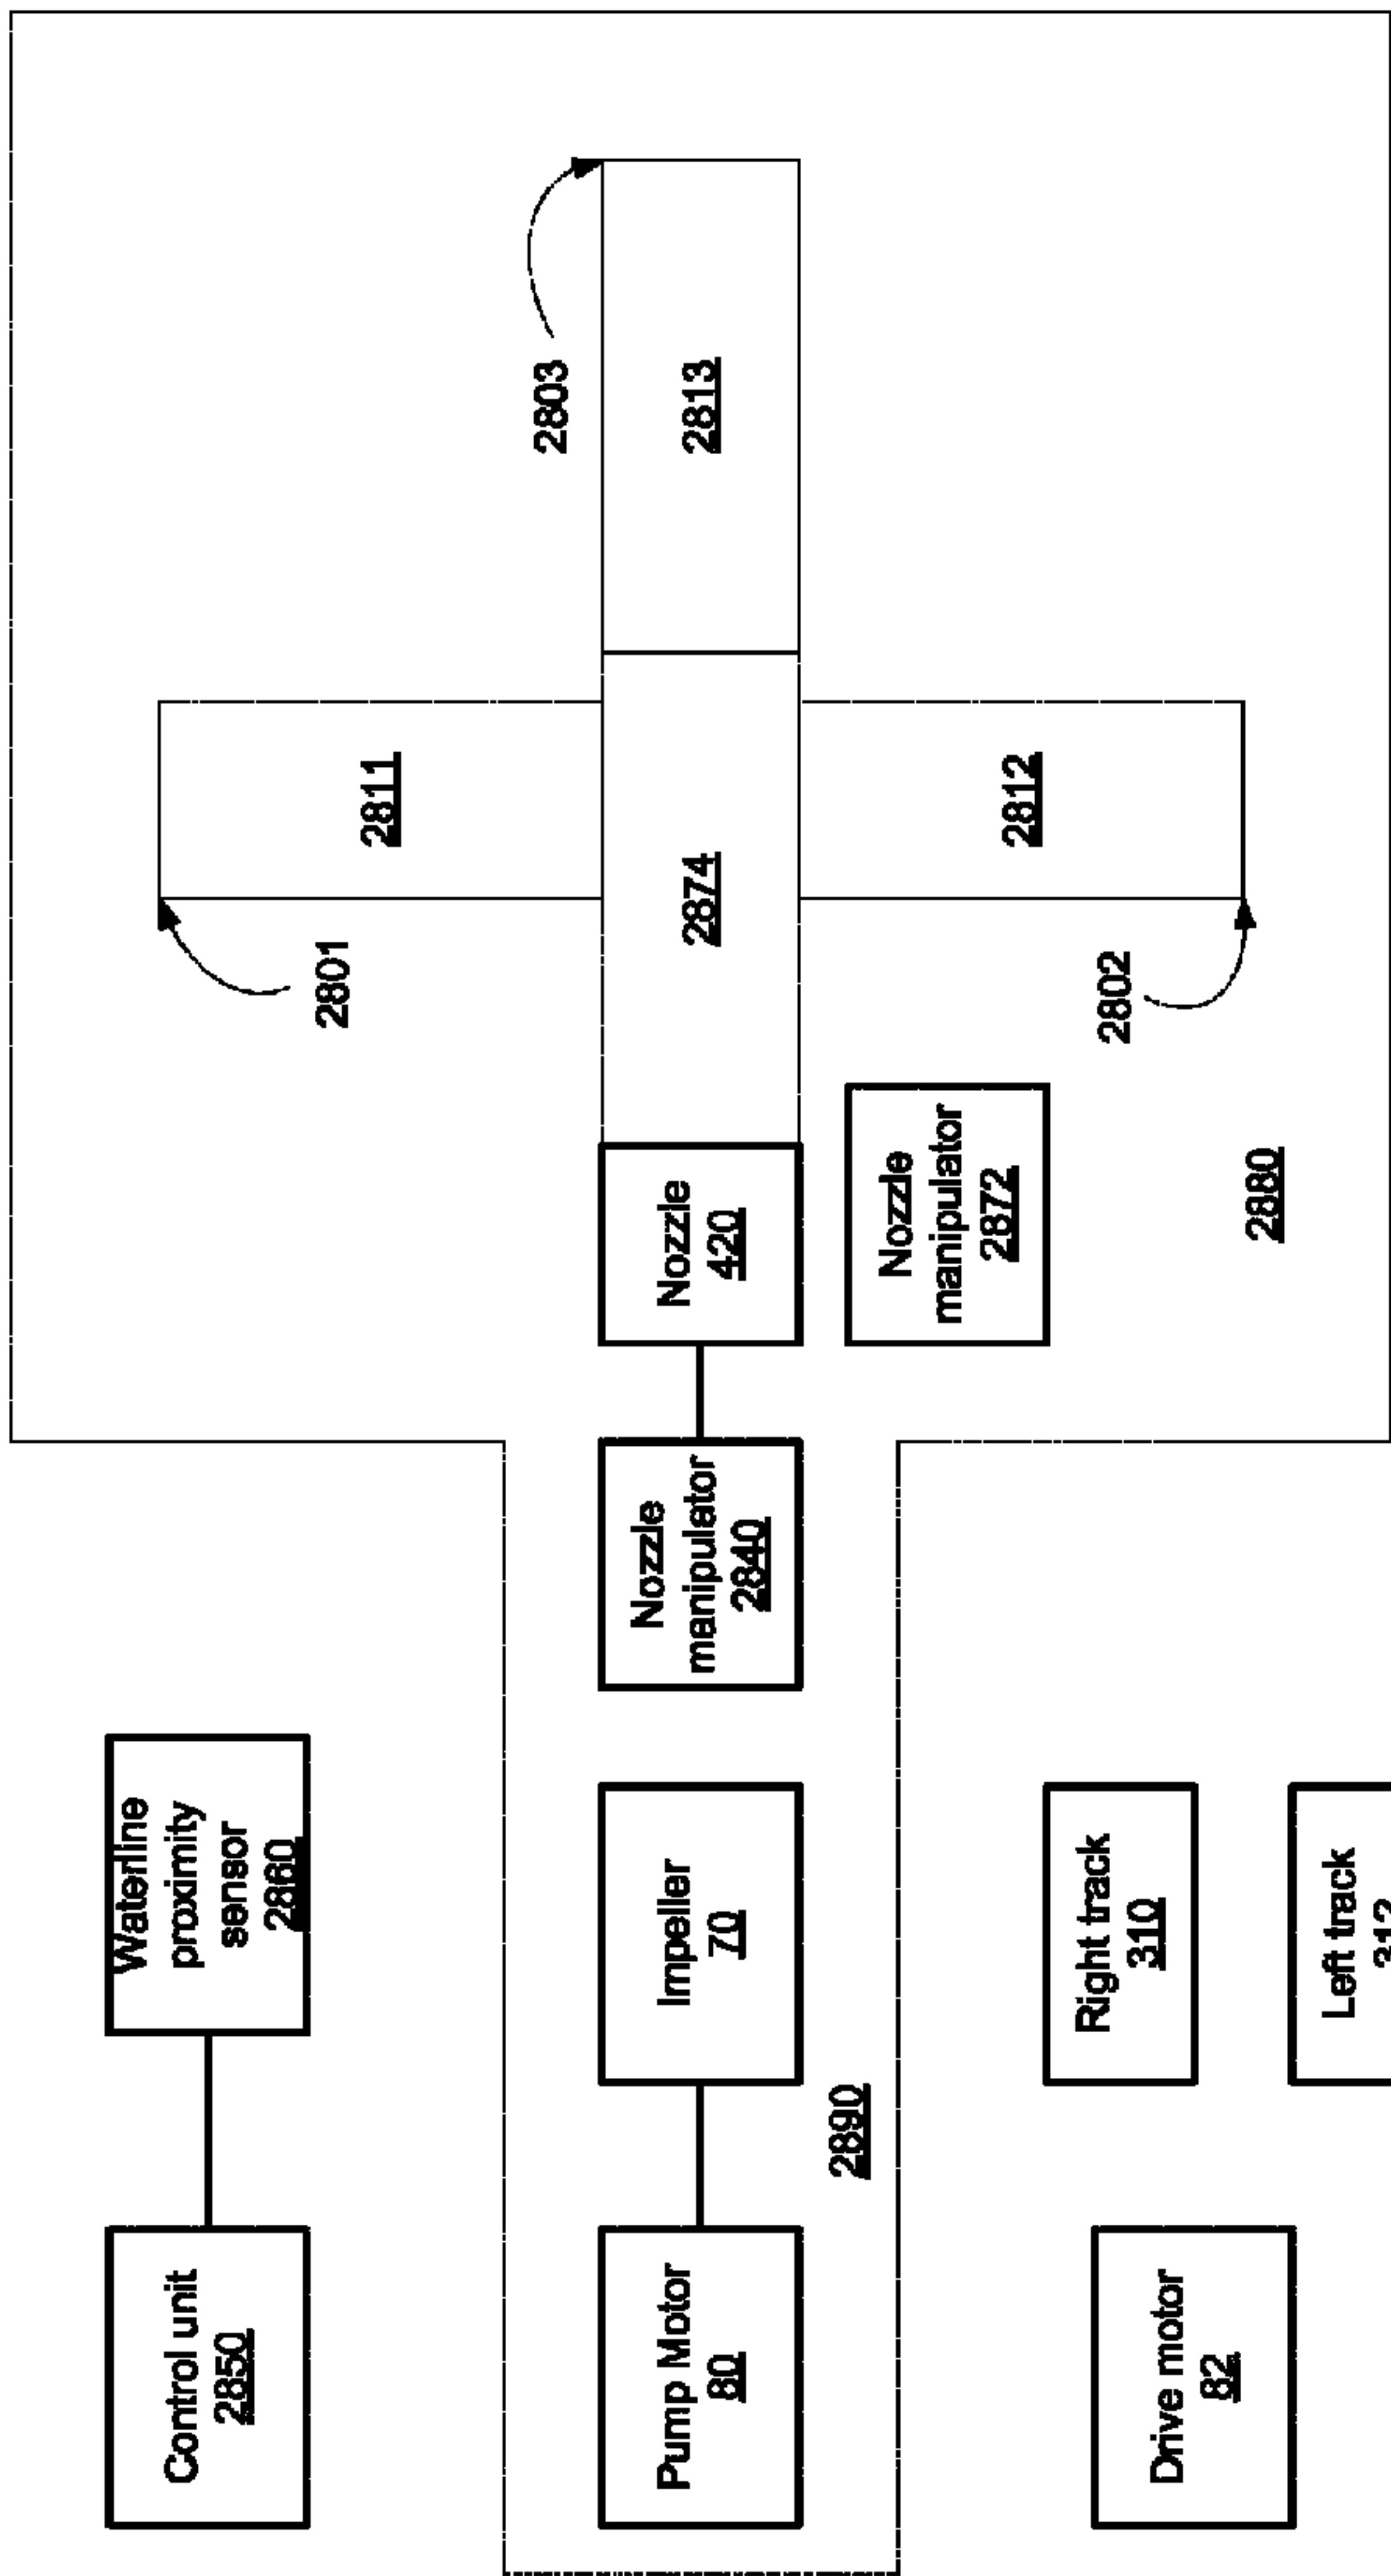 Control unit
2850
Waterline
proximity
sensor
2860
2801
2811
2803
Pump Motor
80
Impeller
70
Nozzle
manipulator
2840
Nozzle
420
2874
2813
2890
Nozzle
manipulator
2872
2812
2802
2880
Drive motor
82
Right track
310
Left track